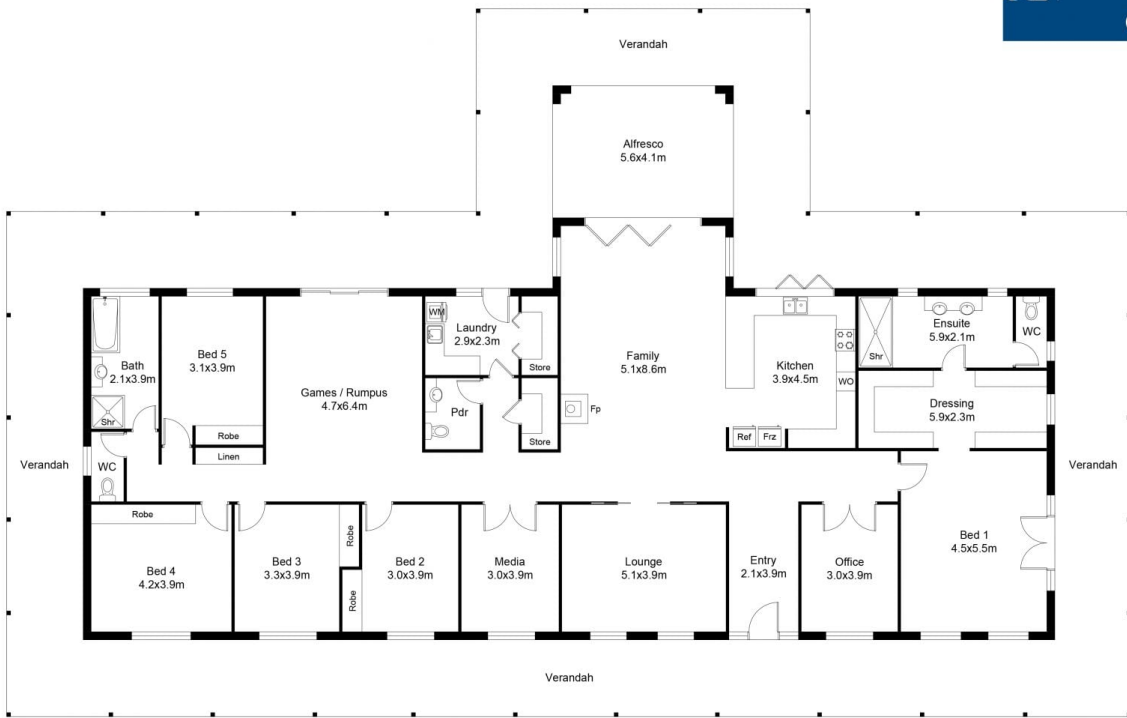 Verandah
Alfresco
5.6x4.1m
WM
Laundry
2.9x2.3m
Store
Bath
2.1x3.9m
Shr
Bed 5
3.1x3.9m
Robe
Linen
Games / Rumpus
4.7x6.4m
Pdr
Store
Family
5.1x8.6m
Fp
Kitchen
3.9x4.5m
WO
Ref
Frz
Shr
Ensuite
5.9x2.1m
WC
Dressing
5.9x2.3m
Verandah
WC
Verandah
Robe
Bed 4
4.2x3.9m
Bed 3
3.3x3.9m
Robe
Robe
Bed 2
3.0x3.9m
Media
3.0x3.9m
Lounge
5.1x3.9m
Entry
2.1x3.9m
Office
3.0x3.9m
Bed 1
4.5x5.5m
Verandah